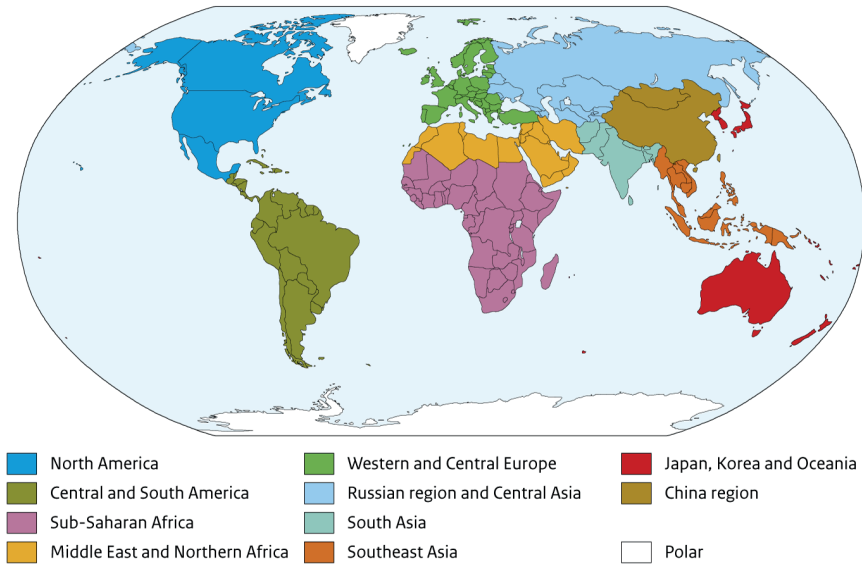 North America
Central and South America
Sub-Saharan Africa
Middle East and Northern Africa
Western and Central Europe
Russian region and Central Asia
South Asia
Southeast Asia
Japan, Korea and Oceania
China region
Polar